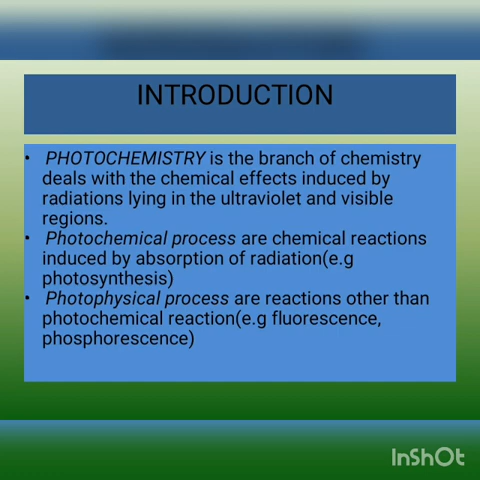 INTRODUCTION
• PHOTOCHEMISTRY is the branch of chemistry
deals with the chemical effects induced by
radiations lying in the ultraviolet and visible
regions.
• Photochemical process are chemical reactions
induced by absorption of radiation(e.g
photosynthesis)
• Photophysical process are reactions other than
photochemical reaction(e.g fluorescence,
phosphorescence)
InShOt